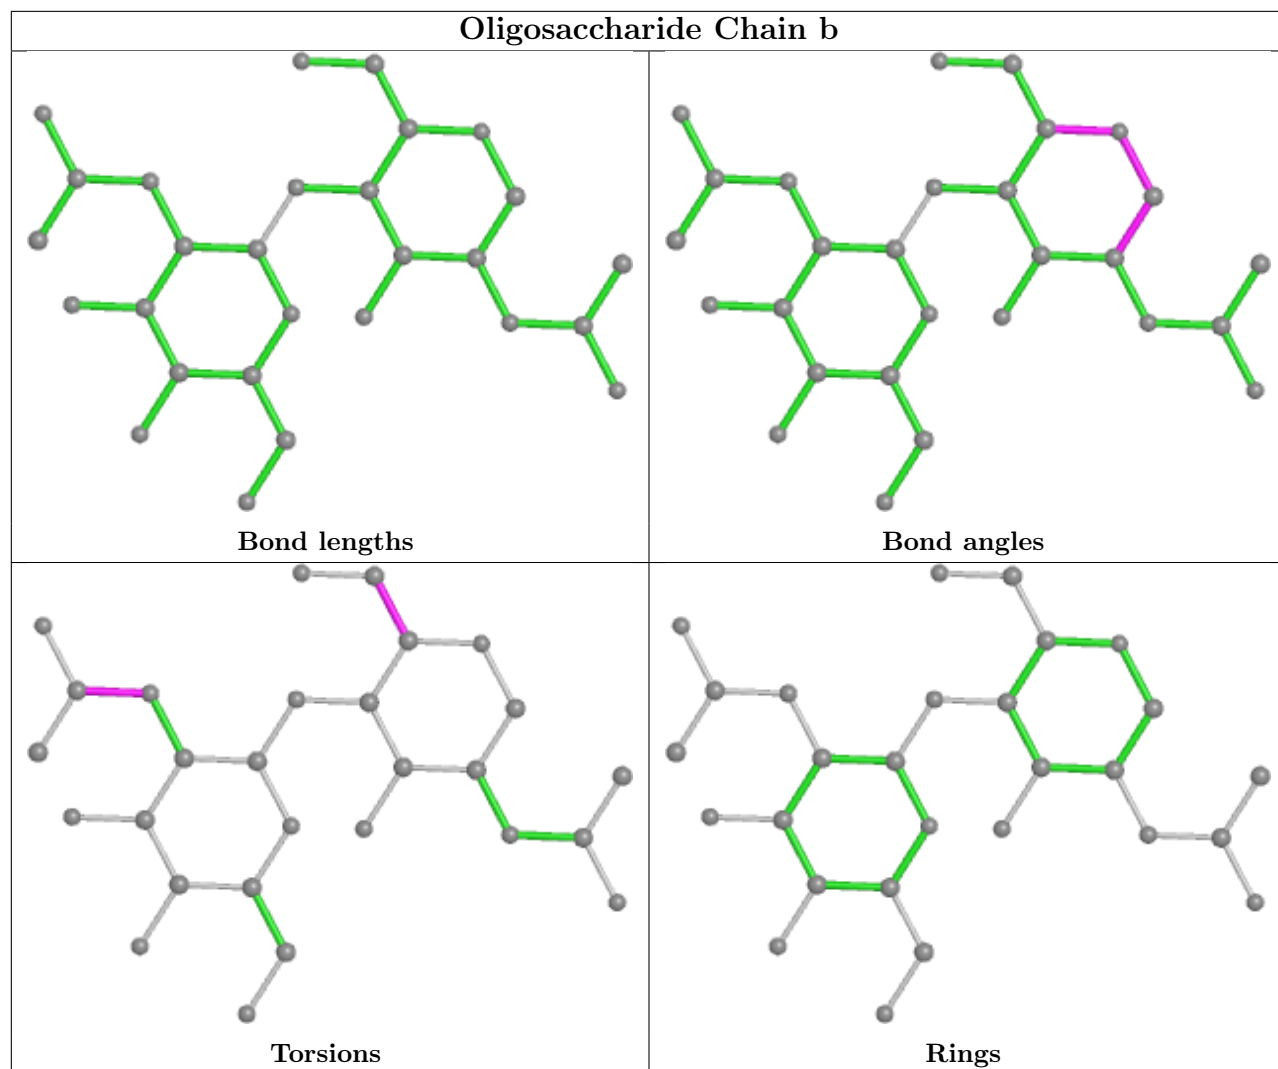 Oligosaccharide Chain b
Bond lengths
Bond angles
Torsions
Rings